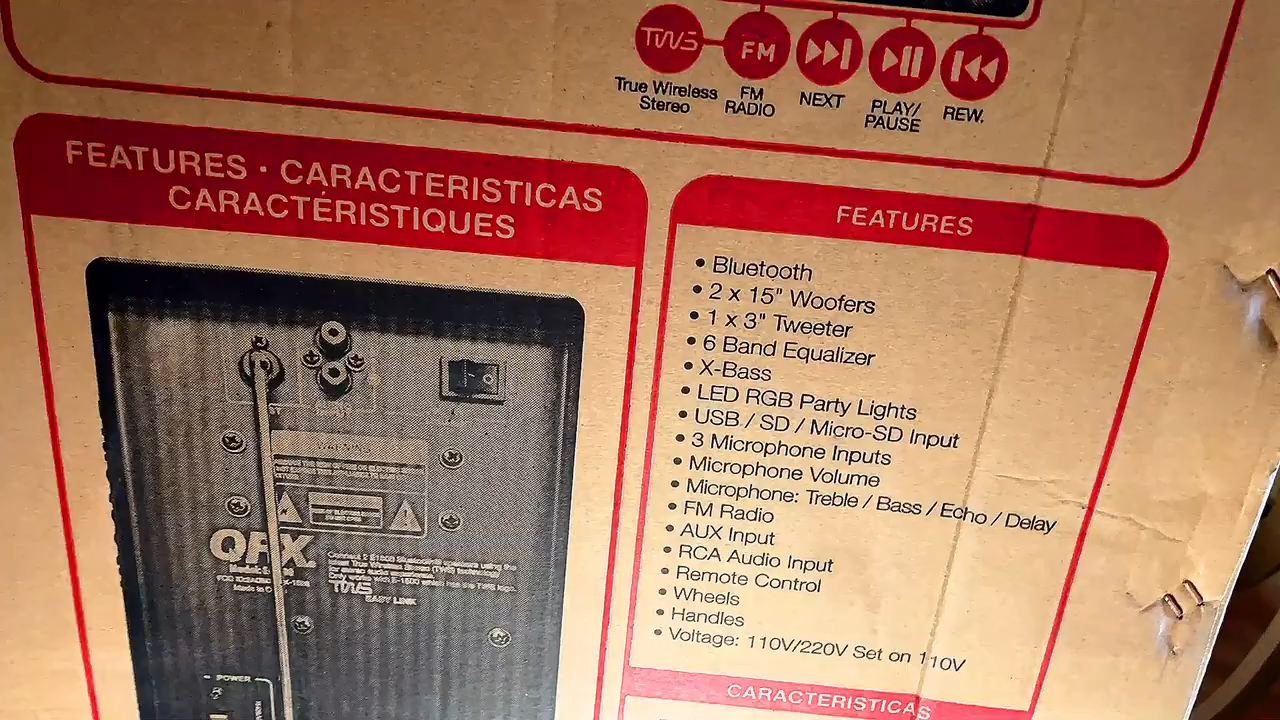 TWS
FM
True Wireless
Stereo
FM
RADIO
NEXT
PLAY/
PAUSE
REW.
FEATURES · CARACTERISTICAS
CARACTÉRISTIQUES
QFX
Connect 2 E-1500
TWS
EASY LINK
POWER
FEATURES
• Bluetooth
• 2 x 15" Woofers
• 1 x 3" Tweeter
• 6 Band Equalizer
• X-Bass
• LED RGB Party Lights
• USB / SD / Micro-SD Input
• 3 Microphone Inputs
• Microphone Volume
• Microphone: Treble / Bass / Echo / Delay
• FM Radio
• AUX Input
• RCA Audio Input
• Remote Control
• Wheels
• Handles
• Voltage: 110V/220V Set on 110V
CARACTERISTICAS